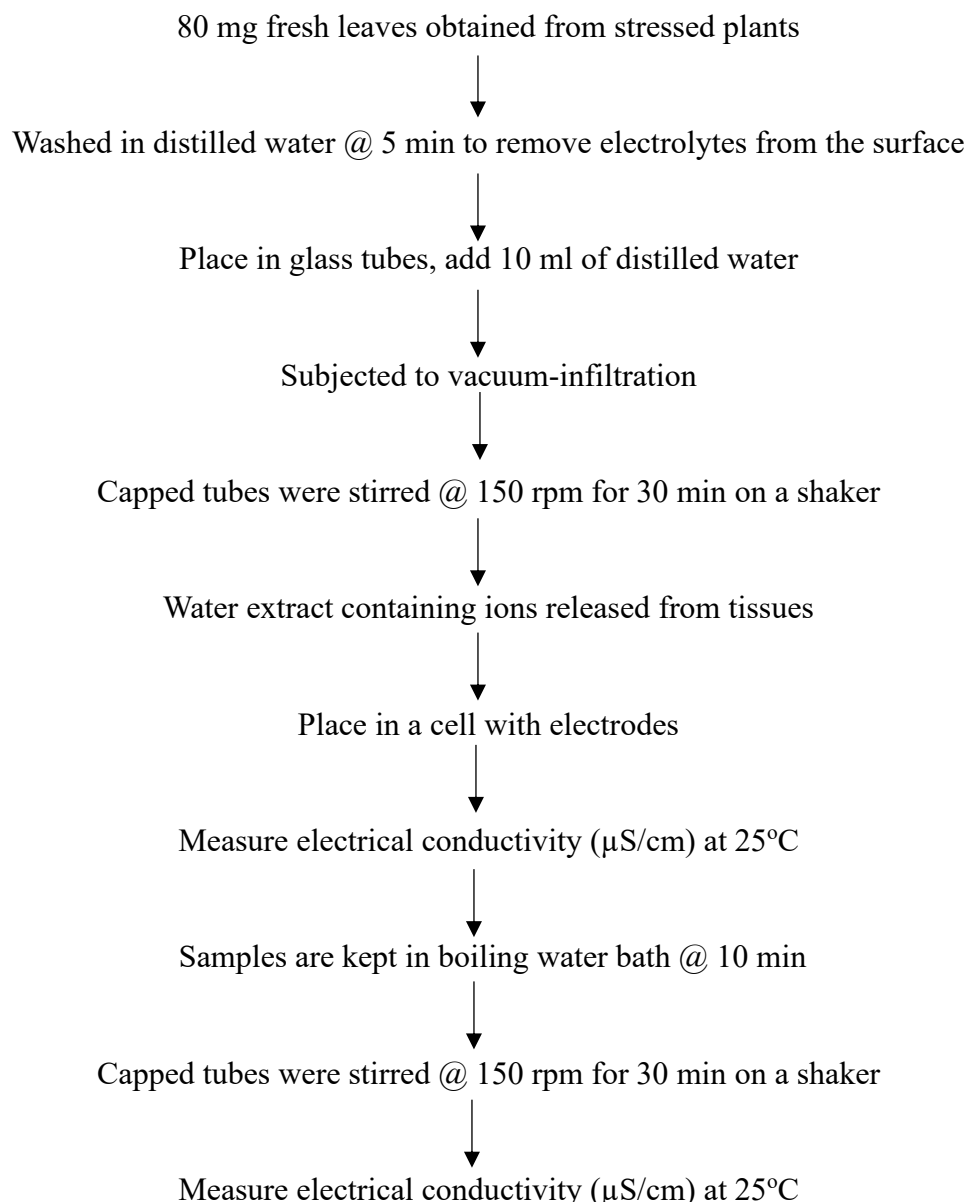 80 mg fresh leaves obtained from stressed plants
Washed in distilled water @ 5 min to remove electrolytes from the surface
Place in glass tubes, add 10 ml of distilled water
Subjected to vacuum-infiltration
Capped tubes were stirred @ 150 rpm for 30 min on a shaker
Water extract containing ions released from tissues
Place in a cell with electrodes
Measure electrical conductivity (µS/cm) at 25ºC
Samples are kept in boiling water bath @ 10 min
Capped tubes were stirred @ 150 rpm for 30 min on a shaker
Measure electrical conductivity (µS/cm) at 25ºC